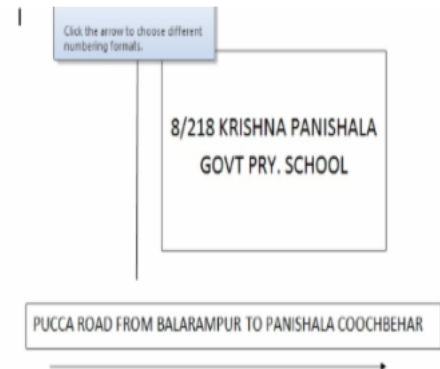 Click the arrow to choose different
numbering formats.
8/218 KRISHNA PANISHALA
GOVT PRY. SCHOOL
PUCCA ROAD FROM BALARAMPUR TO PANISHALA COOCHBEHAR